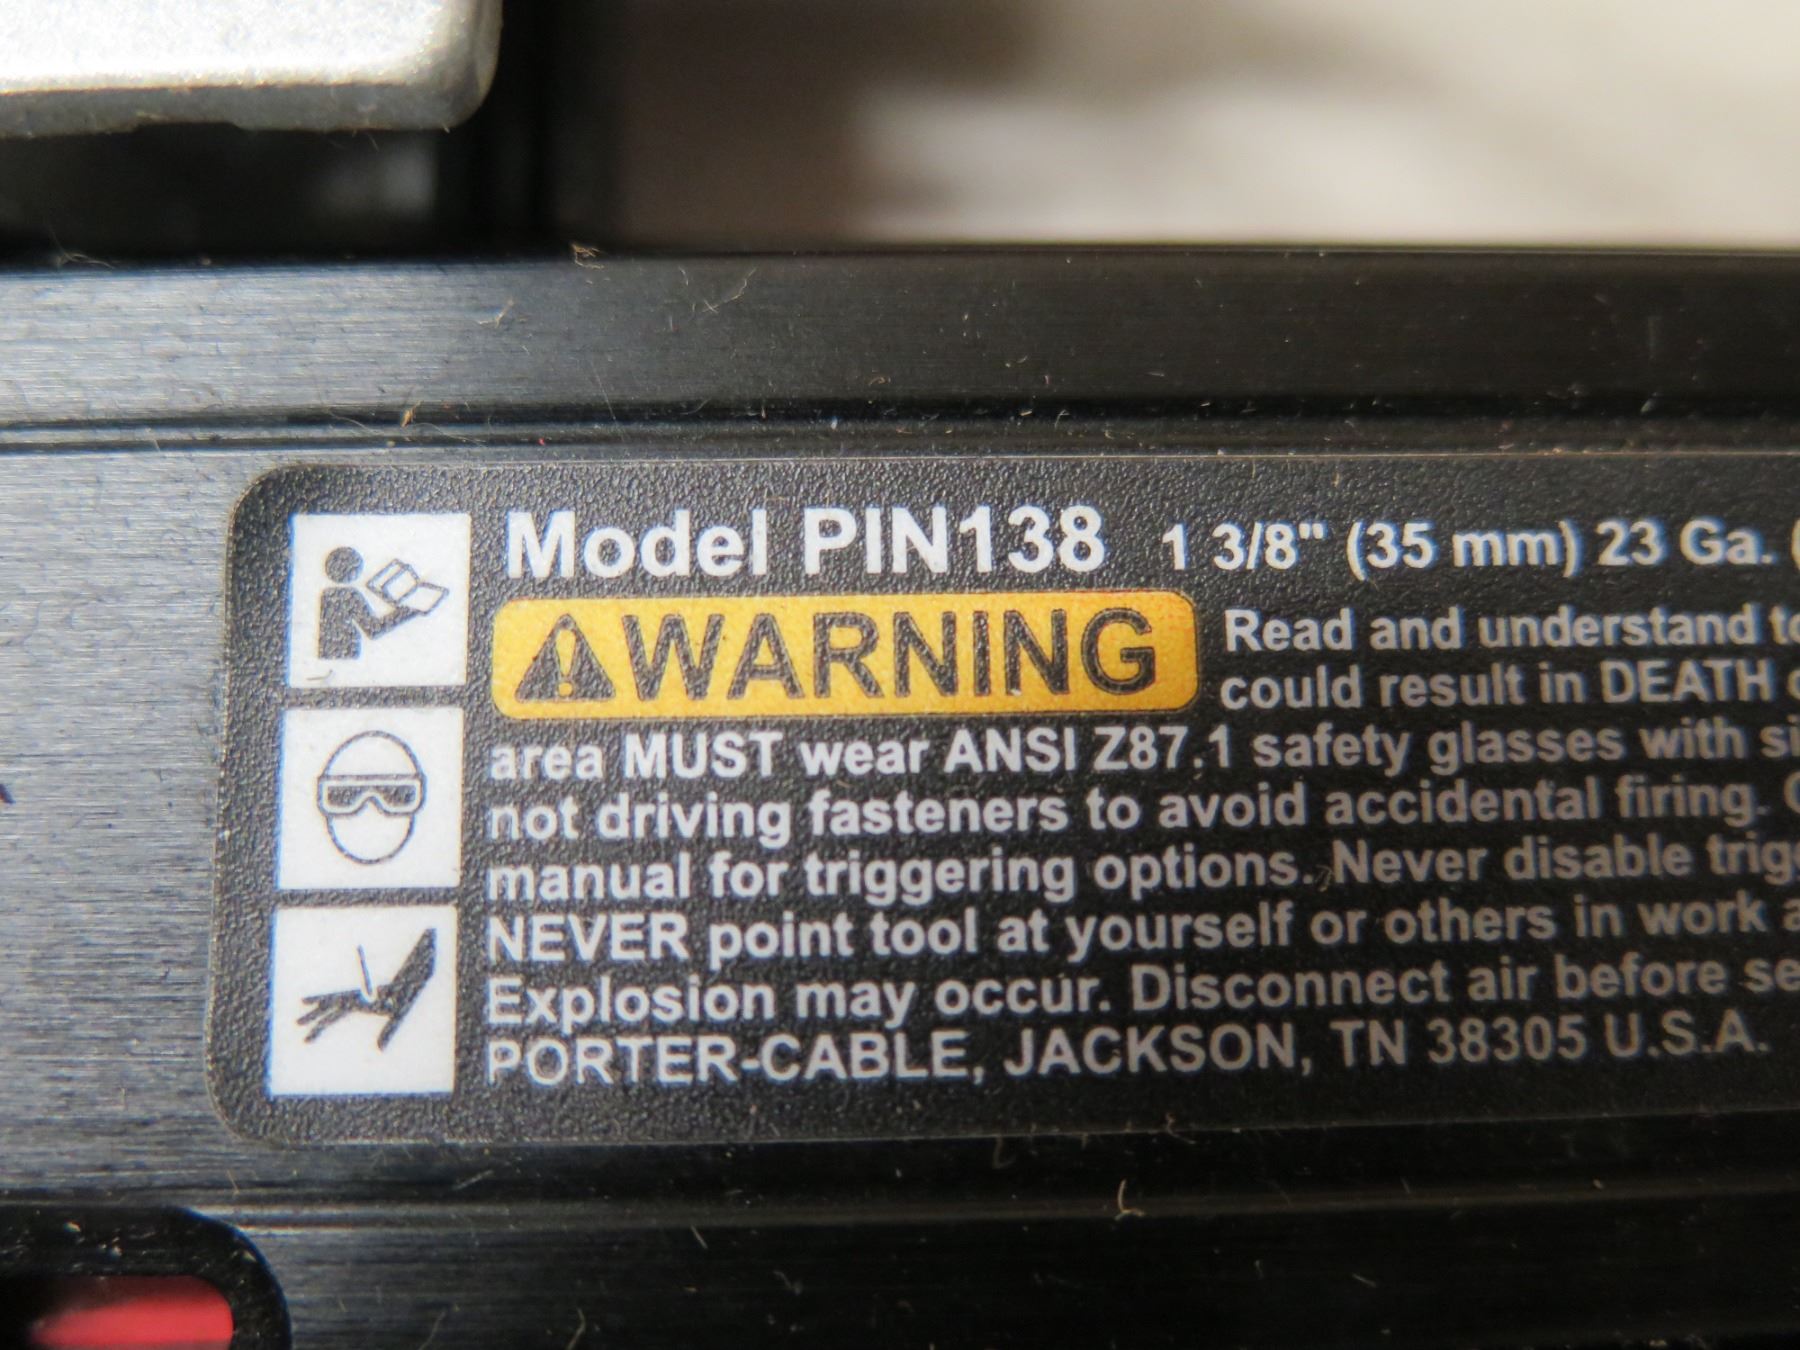 Model PIN138 1 3/8" (35 mm) 23 Ga. (
WARNING Read and understand
could result in DEATH
area MUST wear ANSI Z87.1 safety glasses with
not driving fasteners to avoid accidental firing.
manual for triggering options. Never disable
NEVER point tool at yourself or others in work
Explosion may occur. Disconnect air before
PORTER-CABLE, JACKSON, TN 38305 U.S.A.